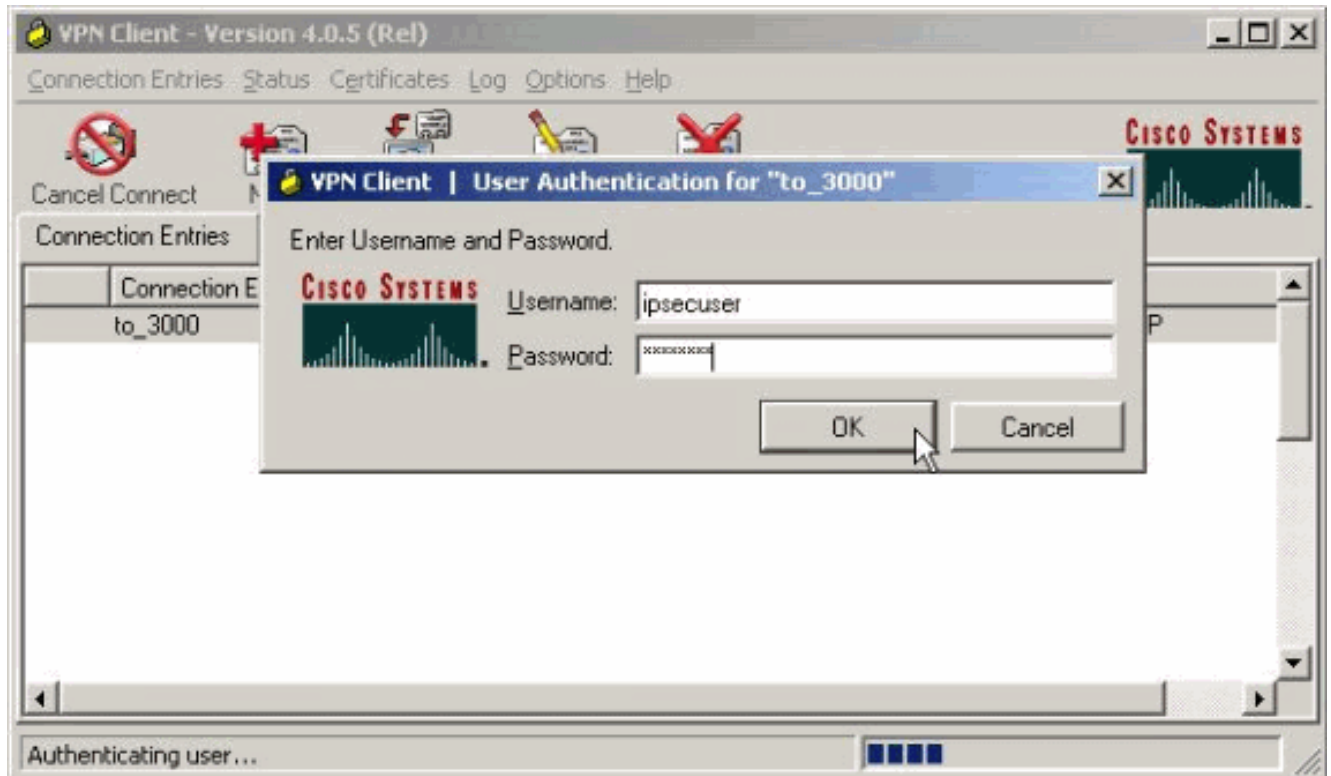 VPN Client - Version 4.0.5 (Rel)
Connection Entries Status Certificates Log Options Help
Cancel Connect
CISCO SYSTEMS
VPN Client | User Authentication for "to_3000"
Connection Entries
Enter Username and Password.
Connection E
to_3000
P
CISCO SYSTEMS
Username: ipsecuser
Password: ********
OK Cancel
Authenticating user...